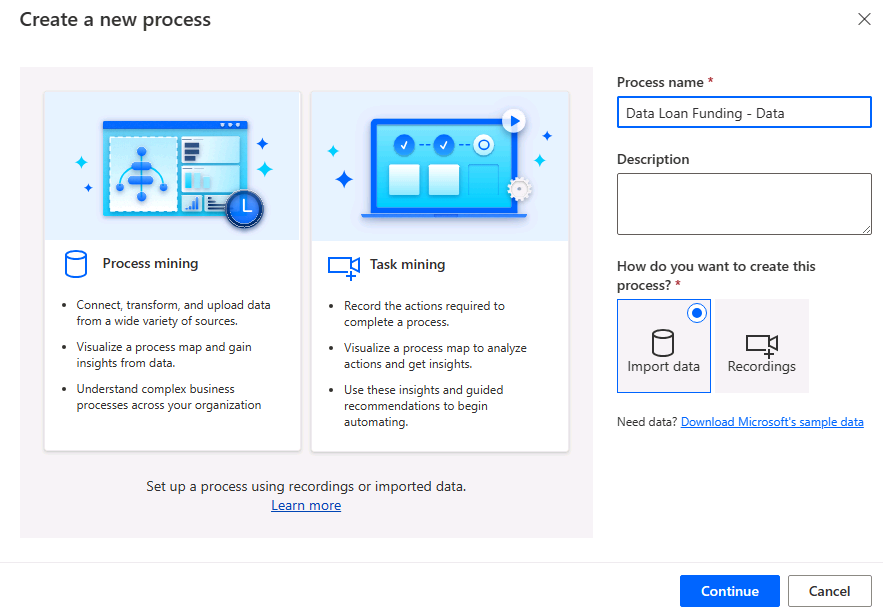 Create a new process
Process mining
Connect, transform, and upload data
from a wide variety of sources.
Visualize a process map and gain
insights from data.
Understand complex business
processes across your organization
Task mining
Record the actions required to
complete a process.
Visualize a process map to analyze
actions and get insights.
Use these insights and guided
recommendations to begin
automating.
Set up a process using recordings or imported data.
Learn more
Process name *
Data Loan Funding - Data
Description
How do you want to create this
process? *
Import data
Recordings
Need data? Download Microsoft's sample data
Continue
Cancel